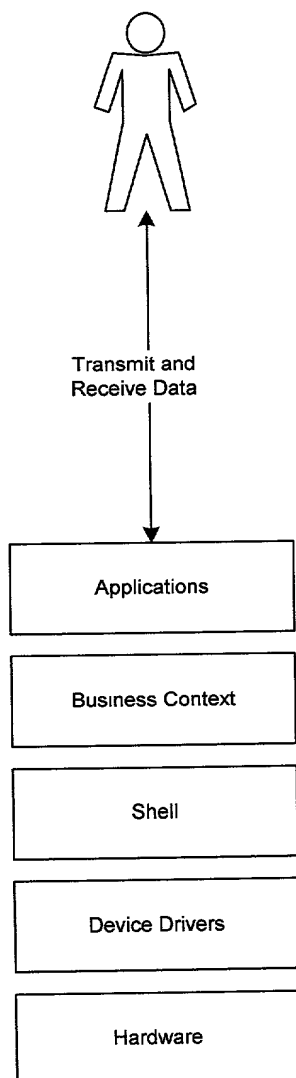 Transmit and
Receive Data
Applications
Business Context
Shell
Device Drivers
Hardware